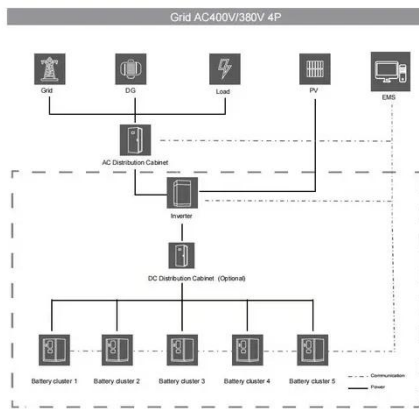 Grid AC400V/380V 4P
Grid
DG
Load
PV
EMS
AC Distribution Cabinet
Inverter
DC Distribution Cabinet (Optional)
Battery cluster 1
Battery cluster 2
Battery cluster 3
Battery cluster 4
Battery cluster 5
Communication
Power